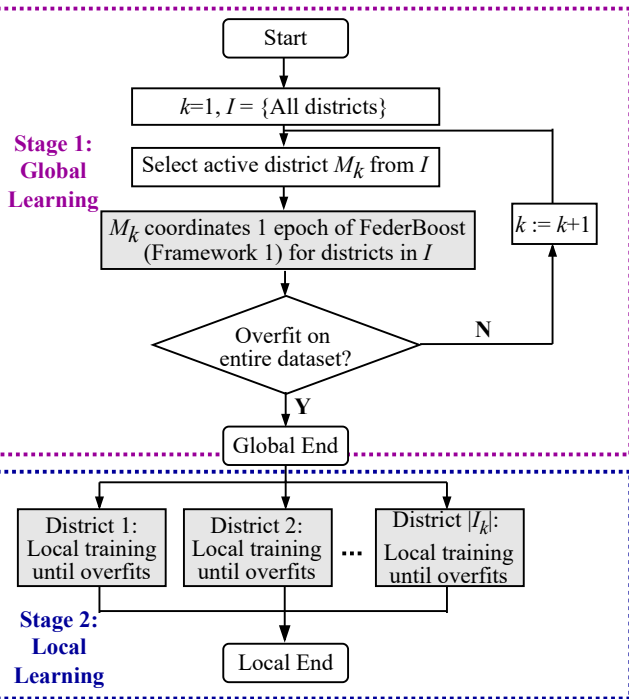 Start
k=1, I = {All districts}
Stage 1:
Global
Learning
Select active district Mk from I
Mk coordinates 1 epoch of FederBoost
(Framework 1) for districts in I
k := k+1
Overfit on
entire dataset?
N
Y
Global End
District 1:
Local training
until overfits
District 2:
Local training
until overfits
...
District |Ik|:
Local training
until overfits
Stage 2:
Local
Learning
Local End